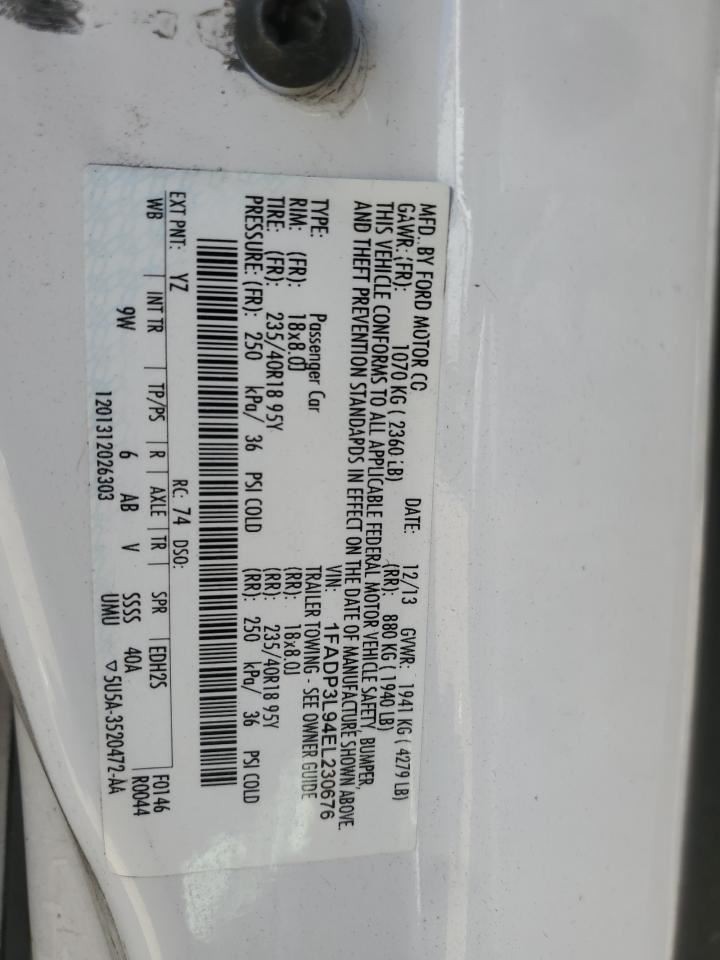 MFD. BY FORD MOTOR CO. DATE: 12/13 GVWR: 1941 KG ( 4279 LB)
GAWR: (FR): 1070 KG ( 2360 LB) (RR): 880 KG ( 1940 LB)
THIS VEHICLE CONFORMS TO ALL APPLICABLE FEDERAL MOTOR VEHICLE SAFETY, BUMPER,
AND THEFT PREVENTION STANDARDS IN EFFECT ON THE DATE OF MANUFACTURE SHOWN ABOVE.
VIN: 1FADP3L94EL230676
TYPE: Passenger Car TRAILER TOWING - SEE OWNER GUIDE
RIM: (FR): 18x8.0J (RR): 18x8.0J
TIRE: (FR): 235/40R18 95Y (RR): 235/40R18 95Y
PRESSURE: (FR): 250 kPa/ 36 PSI COLD (RR): 250 kPa/ 36 PSI COLD
EXT PNT: YZ RC: 74 DSO: F0146
WB INT TR TP/PS R AXLE TR SPR EDH2S R0044
9W 6 AB V SSSS 40A
1201312026303 UMU ▽5U5A-3520472-AA